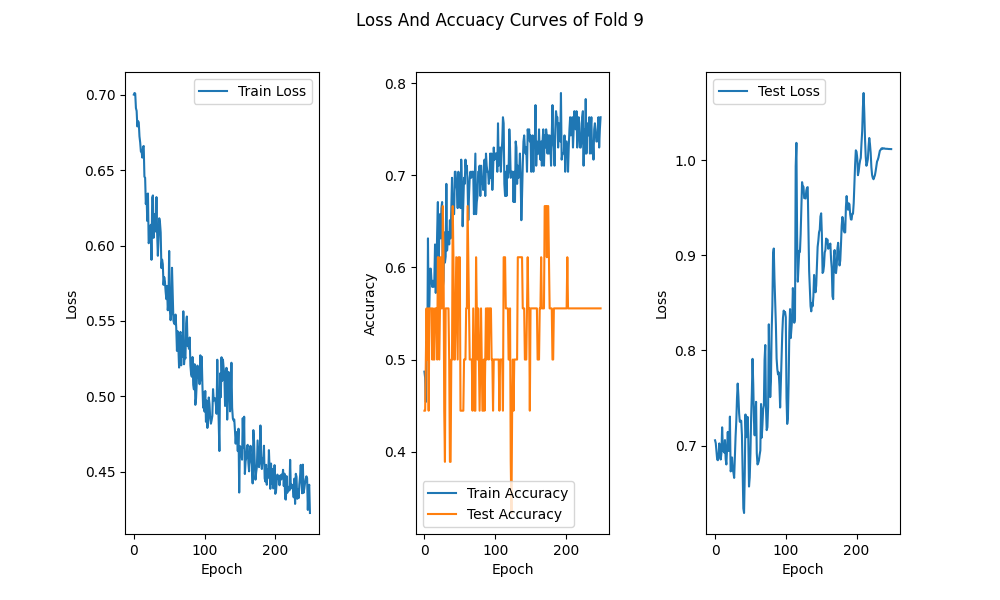 Loss And Accuacy Curves of Fold 9
Loss
0.70
0.65
0.60
0.55
0.50
0.45
Train Loss
0 100 200
Epoch
Accuracy
0.8
0.7
0.6
0.5
0.4
Train Accuracy
Test Accuracy
0 100 200
Epoch
Loss
1.0
0.9
0.8
0.7
Test Loss
0 100 200
Epoch